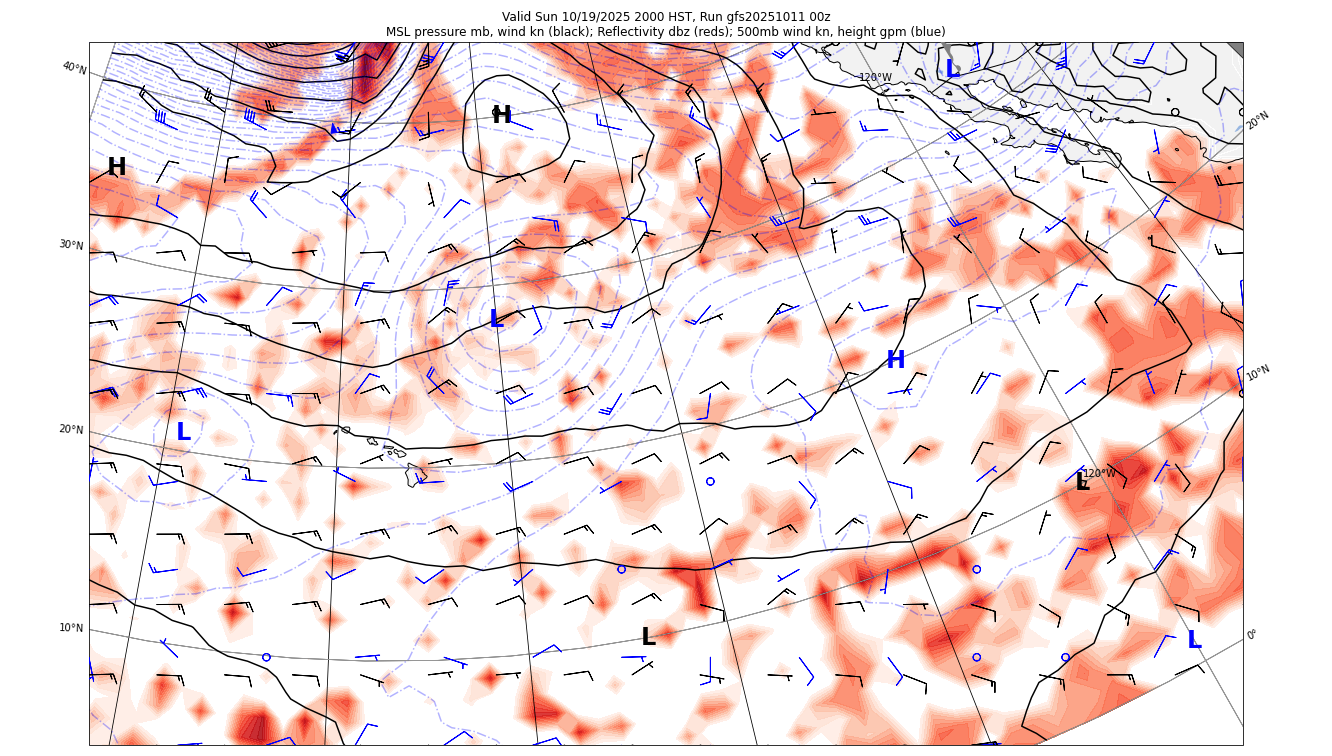 Valid Sun 10/19/2025 2000 HST, Run gfs20251011 00z
MSL pressure mb, wind kn (black); Reflectivity dbz (reds); 500mb wind kn, height gpm (blue)
40°N
120°W
L
H
20°N
H
30°N
L
H
10°N
20°N
L
L
120°W
10°N
L
0°
L